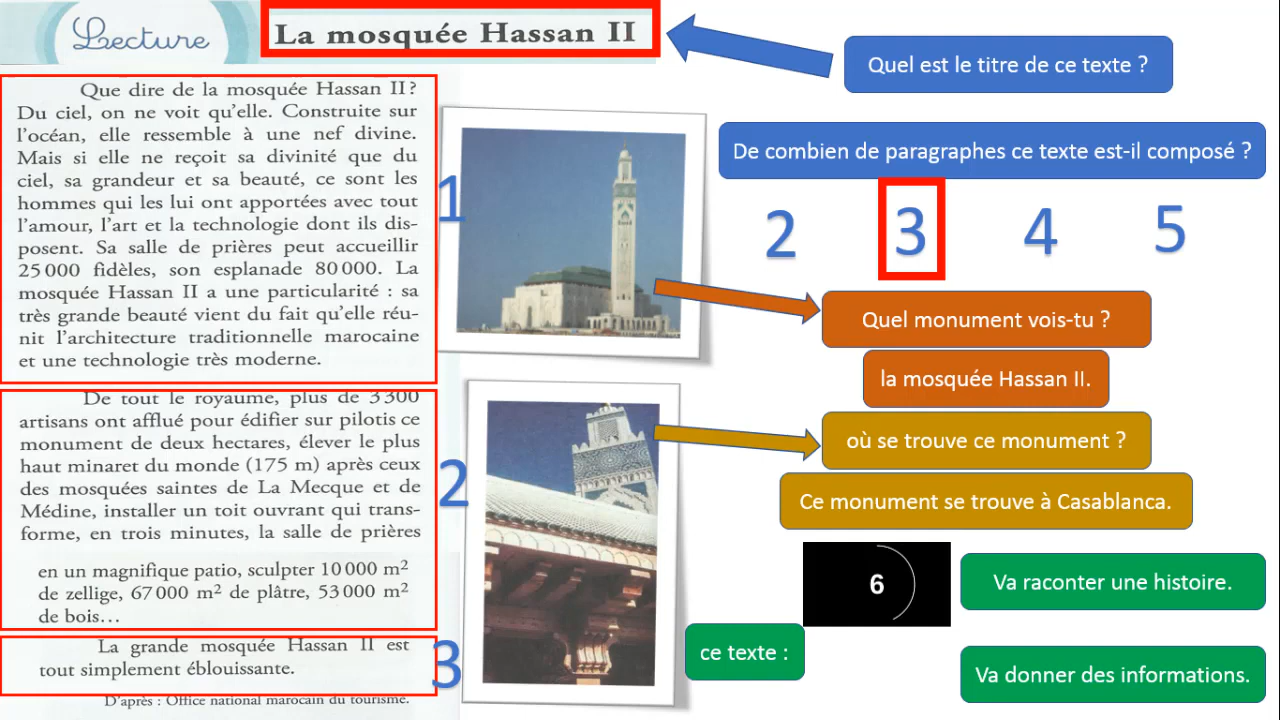 Lecture
La mosquée Hassan II
Que dire de la mosquée Hassan II?
Du ciel, on ne voit qu'elle. Construite sur
l'océan, elle ressemble à une nef divine.
Mais si elle ne reçoit sa divinité que du
ciel, sa grandeur et sa beauté, ce sont les
hommes qui les lui ont apportées avec tout
l'amour, l'art et la technologie dont ils dis-
posent. Sa salle de prières peut accueillir
25 000 fidèles, son esplanade 80 000. La
mosquée Hassan II a une particularité : sa
très grande beauté vient du fait qu'elle réu-
nit l'architecture traditionnelle marocaine
et une technologie très moderne.
1
De tout le royaume, plus de 3 300
artisans ont afflué pour édifier sur pilotis ce
monument de deux hectares, élever le plus
haut minaret du monde (175 m) après ceux
des mosquées saintes de La Mecque et de
Médine, installer un toit ouvrant qui trans-
forme, en trois minutes, la salle de prières
en un magnifique patio, sculpter 10 000 m²
de zellige, 67 000 m² de plâtre, 53 000 m²
de bois…
2
La grande mosquée Hassan II est
tout simplement éblouissante.
3
D'après : Office national marocain du tourisme.
Quel est le titre de ce texte ?
De combien de paragraphes ce texte est-il composé ?
2 3 4 5
Quel monument vois-tu ?
la mosquée Hassan II.
où se trouve ce monument ?
Ce monument se trouve à Casablanca.
6
Va raconter une histoire.
ce texte :
Va donner des informations.